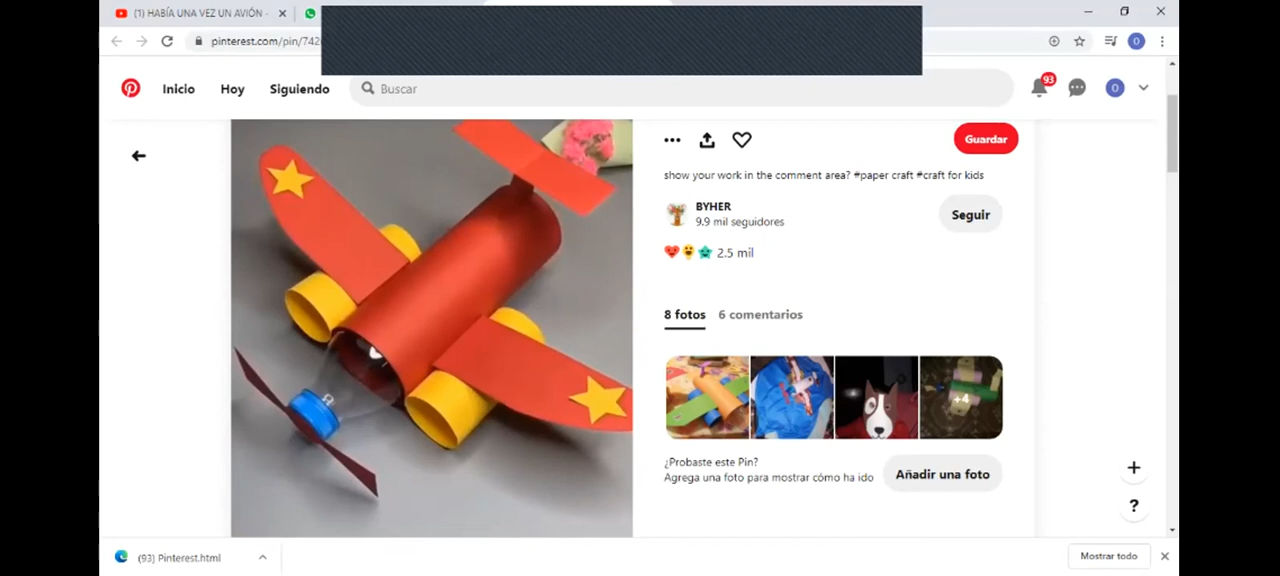 (1) HABÍA UNA VEZ UN AVIÓN -
pinterest.com/pin/742
O
Inicio
Hoy
Siguiendo
Buscar
93
O
Guardar
show your work in the comment area? #paper craft #craft for kids
BYHER
9.9 mil seguidores
Seguir
2.5 mil
8 fotos
6 comentarios
+4
¿Probaste este Pin?
Agrega una foto para mostrar cómo ha ido
Añadir una foto
+
?
(93) Pinterest.html
Mostrar todo